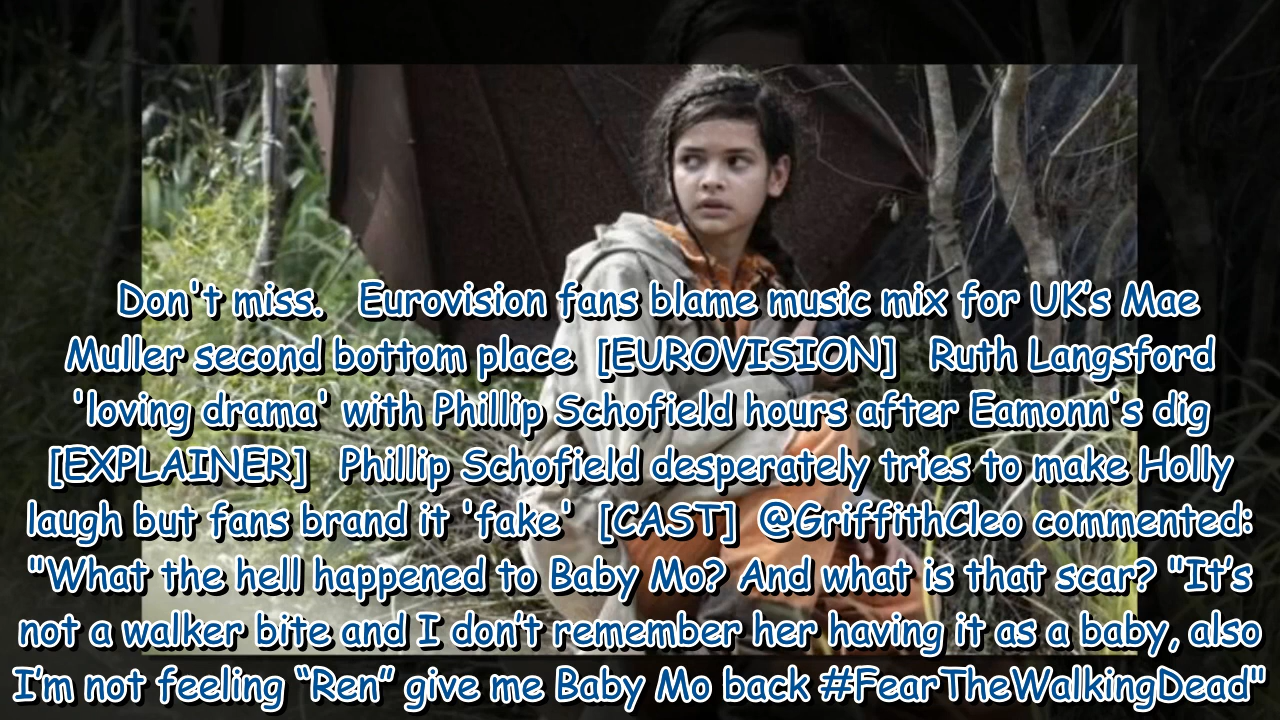 Don't miss. Eurovision fans blame music mix for UK’s Mae
Muller second bottom place [EUROVISION] Ruth Langsford
'loving drama' with Phillip Schofield hours after Eamonn's dig
[EXPLAINER] Phillip Schofield desperately tries to make Holly
laugh but fans brand it 'fake' [CAST] @GriffithCleo commented:
"What the hell happened to Baby Mo? And what is that scar? "It’s
not a walker bite and I don’t remember her having it as a baby, also
I’m not feeling “Ren” give me Baby Mo back #FearTheWalkingDead"